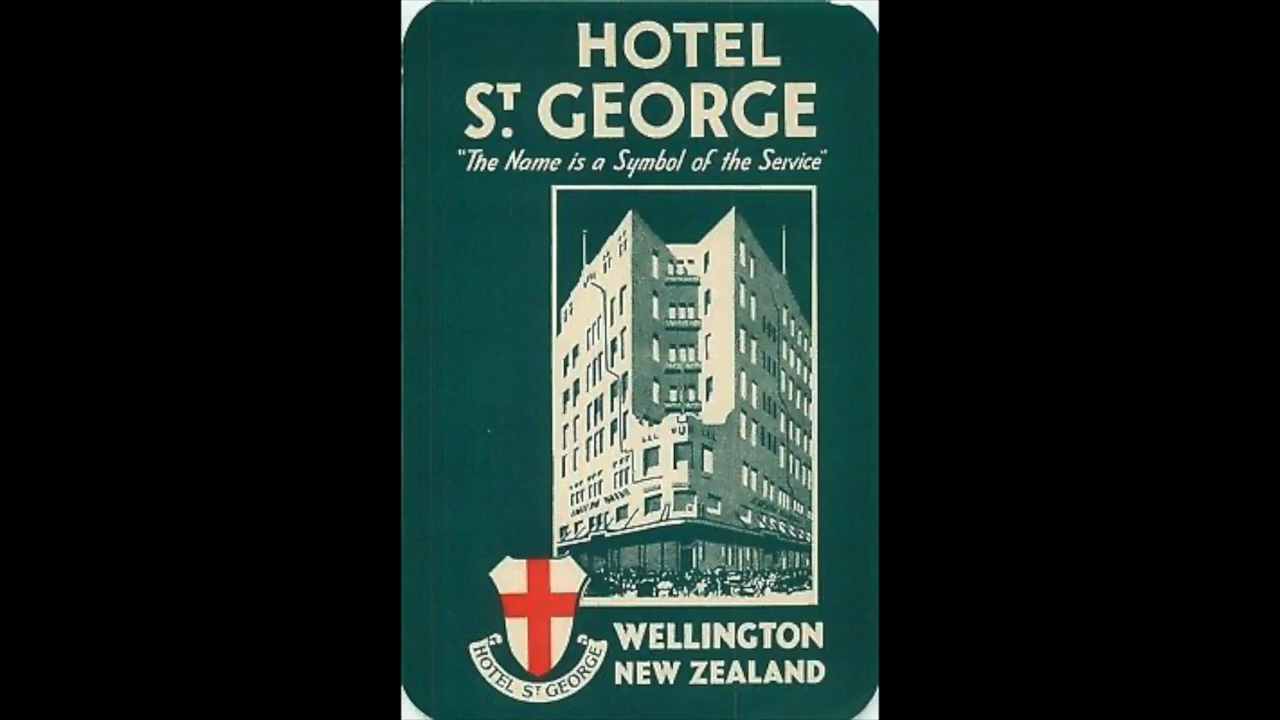 HOTEL
ST. GEORGE
"The Name is a Symbol of the Service"
WELLINGTON
NEW ZEALAND
HOTEL ST GEORGE